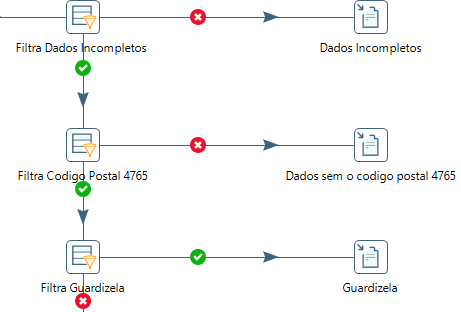 Filtra Dados Incompletos
Dados Incompletos
Filtra Codigo Postal 4765
Dados sem o codigo postal 4765
Filtra Guardizela
Guardizela